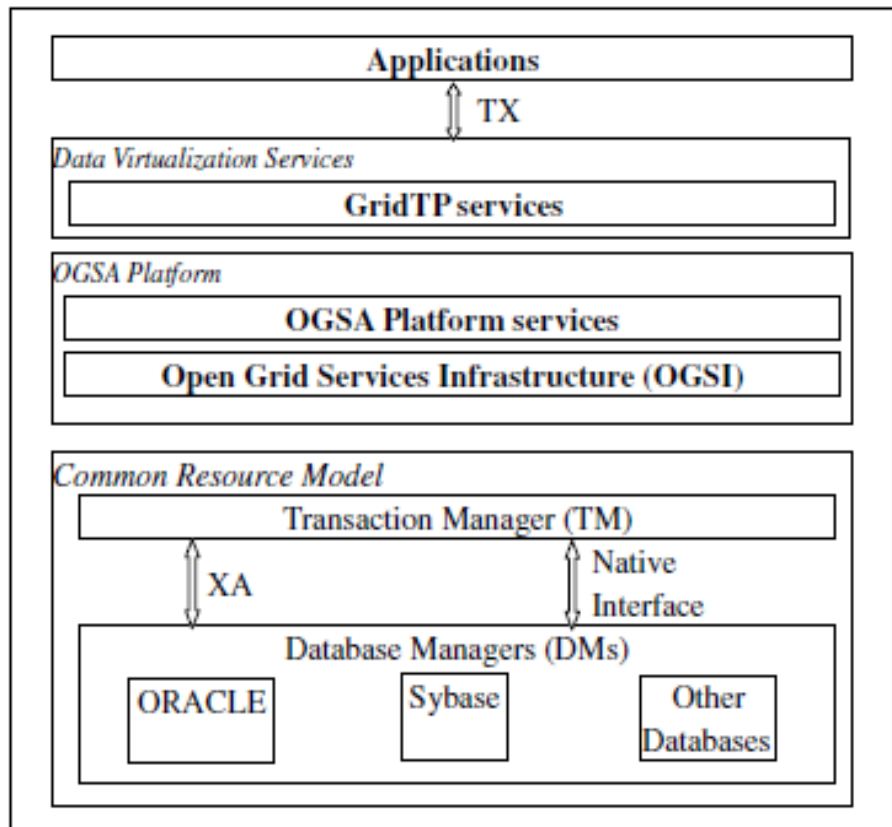 Applications
TX
Data Virtualization Services
GridTP services
OGSA Platform
OGSA Platform services
Open Grid Services Infrastructure (OGSI)
Common Resource Model
Transaction Manager (TM)
XA
Native
Interface
Database Managers (DMs)
ORACLE
Sybase
Other
Databases